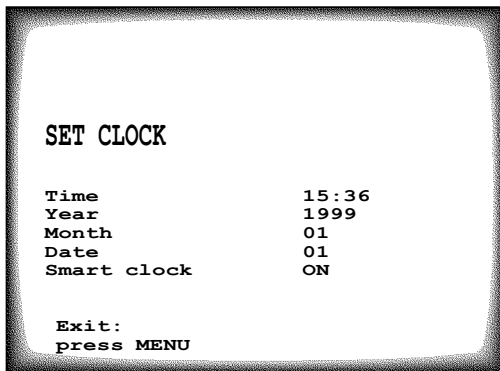 SET CLOCK
Time 15:36
Year 1999
Month 01
Date 01
Smart clock ON
Exit:
press MENU